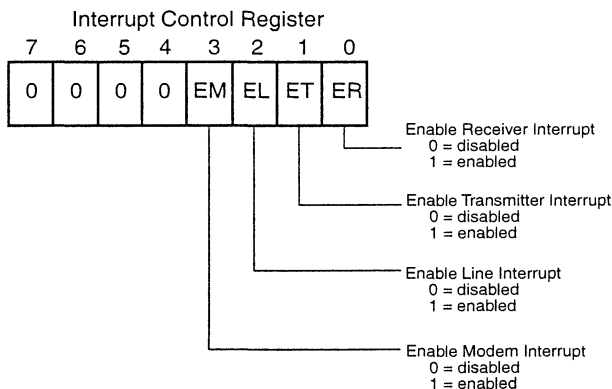 Interrupt Control Register
7 6 5 4 3 2 1 0
0 0 0 0 EM EL ET ER
Enable Receiver Interrupt
0 = disabled
1 = enabled
Enable Transmitter Interrupt
0 = disabled
1 = enabled
Enable Line Interrupt
0 = disabled
1 = enabled
Enable Modem Interrupt
0 = disabled
1 = enabled